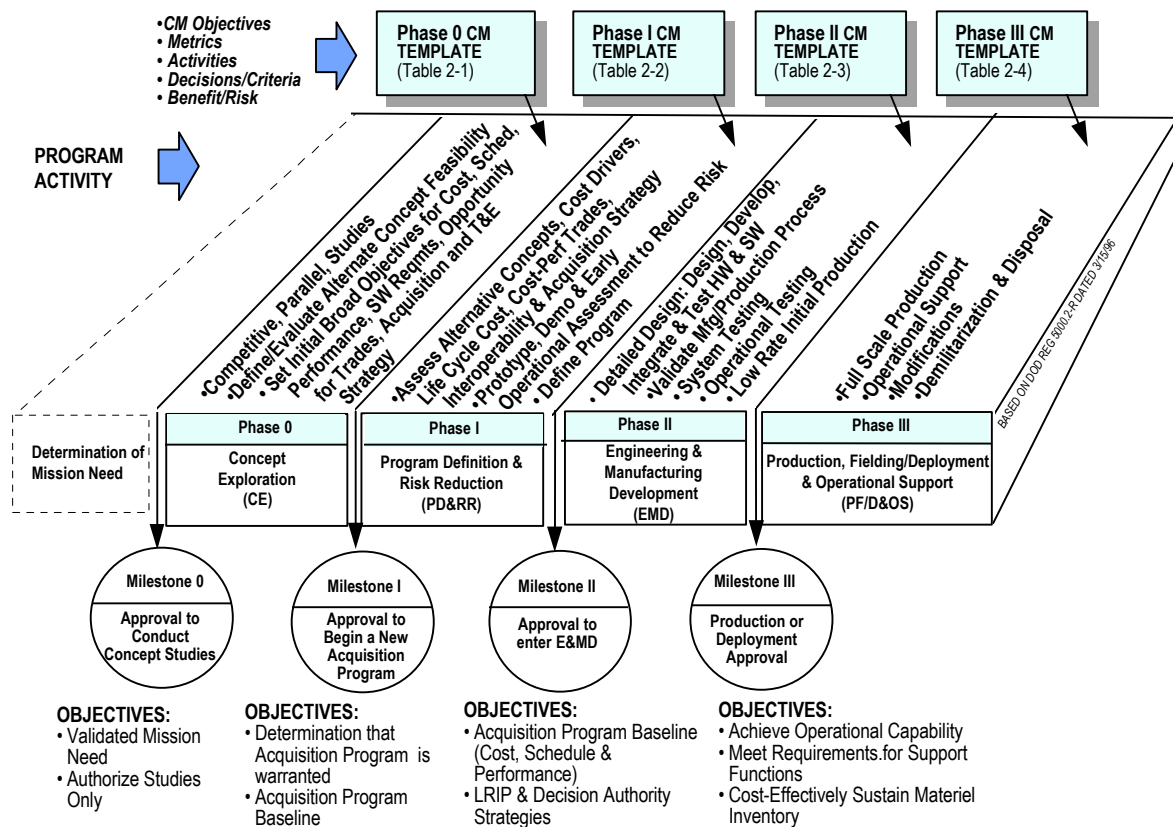 •CM Objectives
•Metrics
•Activities
•Decisions/Criteria
•Benefit/Risk
Phase 0 CM
TEMPLATE
(Table 2-1)
Phase I CM
TEMPLATE
(Table 2-2)
Phase II CM
TEMPLATE
(Table 2-3)
Phase III CM
TEMPLATE
(Table 2-4)
PROGRAM
ACTIVITY
•Competitive, Parallel, Studies
•Define/Evaluate Alternate Concept Feasibility
• Set Initial Broad Objectives for Cost, Sched,
Performance, SW Reqmts, Opportunity
for Trades, Acquisition and T&E
Strategy
•Assess Alternative Concepts, Cost Drivers,
Life Cycle Cost, Cost-Perf Trades,
Interoperability & Acquisition Strategy
•Prototype, Demo & Early
Operational Assessment to Reduce Risk
• Define Program
• Detailed Design: Design, Develop,
Integrate & Test HW & SW
•Validate Mfg/Production Process
• System Testing
• Operational Testing
• Low Rate Initial Production
•Full Scale Production
•Operational Support
•Modifications
•Demilitarization & Disposal
BASED ON DOD REG 5000.2-R DATED 3/15/96
Determination of
Mission Need
Phase 0
Concept
Exploration
(CE)
Phase I
Program Definition &
Risk Reduction
(PD&RR)
Phase II
Engineering &
Manufacturing
Development
(EMD)
Phase III
Production, Fielding/Deployment
& Operational Support
(PF/D&OS)
Milestone 0
Approval to
Conduct
Concept Studies
Milestone I
Approval to
Begin a New
Acquisition
Program
Milestone II
Approval to
enter E&MD
Milestone III
Production or
Deployment
Approval
OBJECTIVES:
• Validated Mission
Need
• Authorize Studies
Only
OBJECTIVES:
• Determination that
Acquisition Program is
warranted
• Acquisition Program
Baseline
OBJECTIVES:
• Acquisition Program Baseline
(Cost, Schedule &
Performance)
• LRIP & Decision Authority
Strategies
OBJECTIVES:
• Achieve Operational Capability
• Meet Requirements.for Support
Functions
• Cost-Effectively Sustain Materiel
Inventory